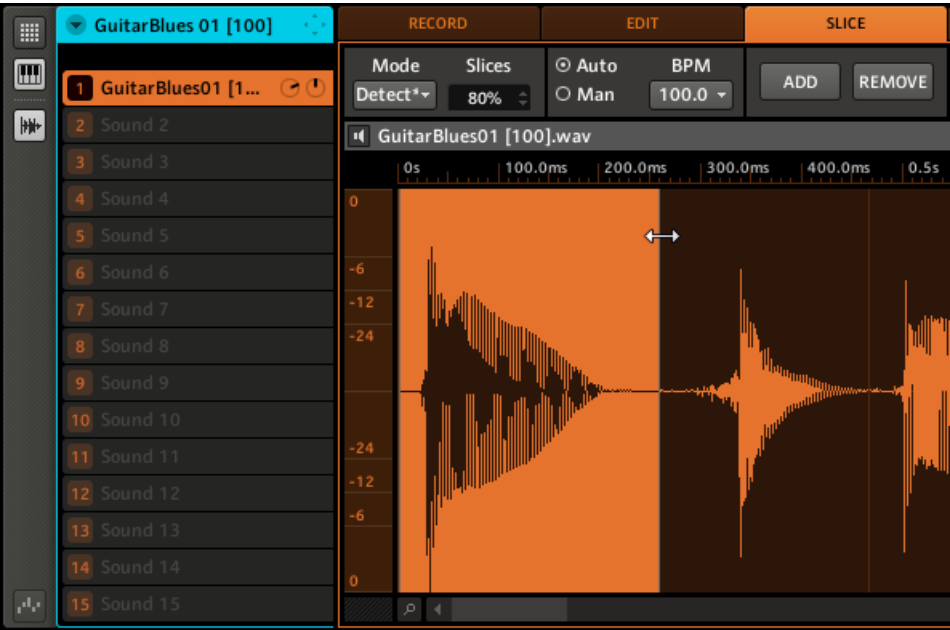 GuitarBlues 01 [100]
RECORD EDIT SLICE
Mode Slices Auto BPM ADD REMOVE
Detect* 80% Man 100.0
1 GuitarBlues01 [1...
2 Sound 2
3 Sound 3
4 Sound 4
5 Sound 5
6 Sound 6
7 Sound 7
8 Sound 8
9 Sound 9
10 Sound 10
11 Sound 11
12 Sound 12
13 Sound 13
14 Sound 14
15 Sound 15
GuitarBlues01 [100].wav
0s 100.0ms 200.0ms 300.0ms 400.0ms 0.5s
0
-6
-12
-24
-24
-12
-6
0